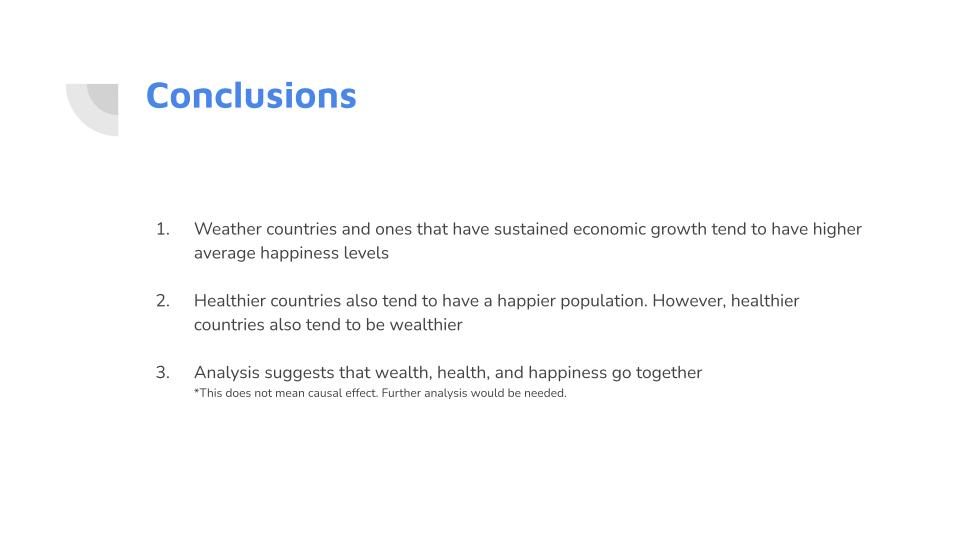 Conclusions
1. Weather countries and ones that have sustained economic growth tend to have higher
average happiness levels
2. Healthier countries also tend to have a happier population. However, healthier
countries also tend to be wealthier
3. Analysis suggests that wealth, health, and happiness go together
*This does not mean causal effect. Further analysis would be needed.